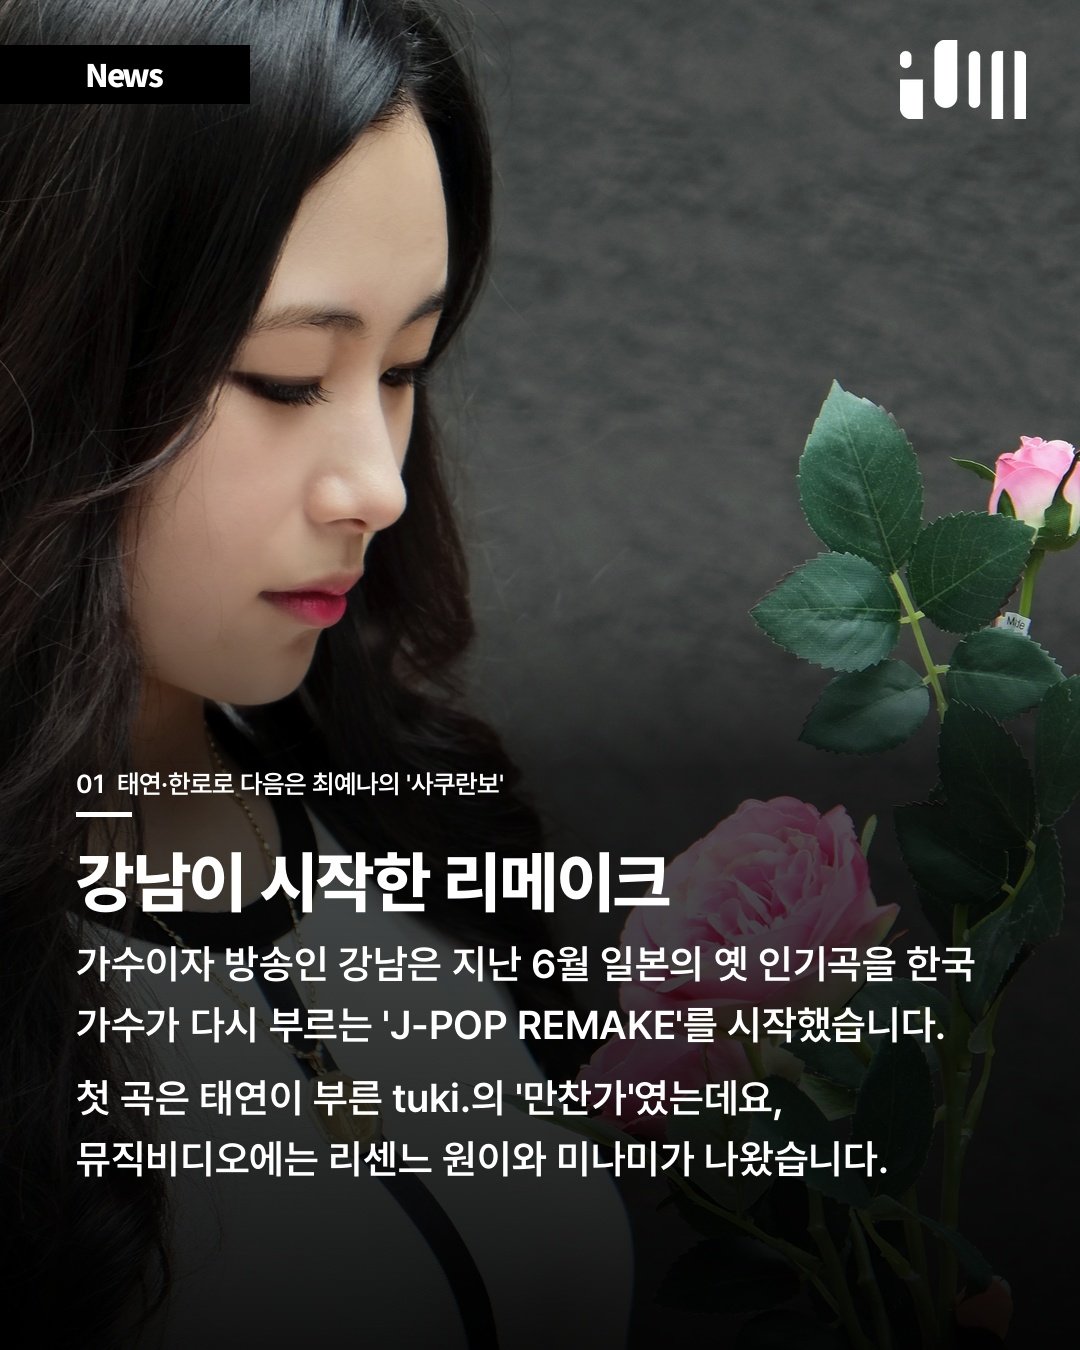 News
Mde
01 태연·한로로 다음은 최예나의 '사쿠란보'
강남이 시작한 리메이크
가수이자 방송인 강남은 지난 6월 일본의 옛 인기곡을 한국
가수가 다시 부르는 'J-POP REMAKE'를 시작했습니다.
첫 곡은 태연이 부른 tuki.의 '만찬가'였는데요,
뮤직비디오에는 리센느 원이와 미나미가 나왔습니다.